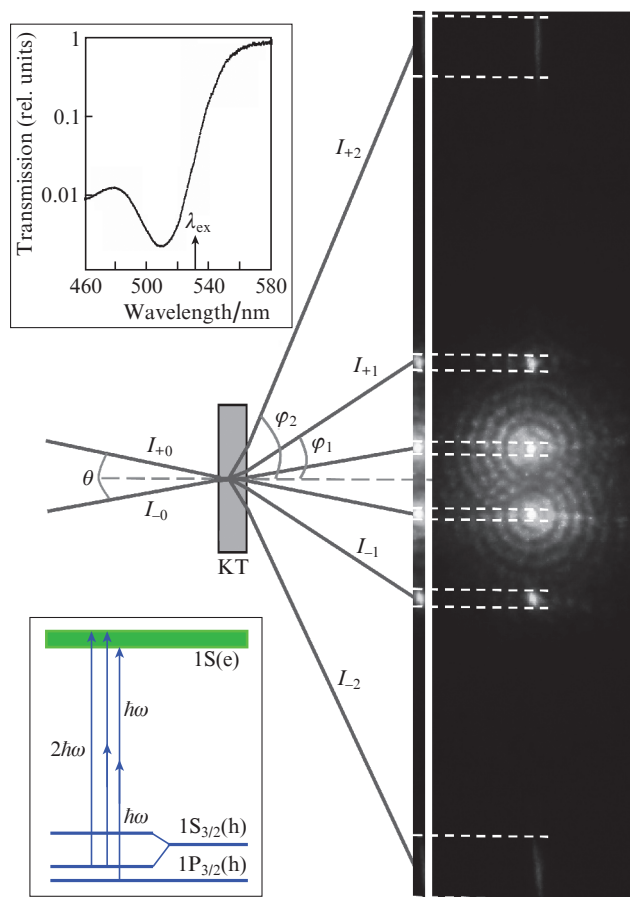 Transmission (rel. units)
1
0.1
0.01
λex
460 500 540 580
Wavelength/nm
I+2
I+1
φ2
φ1
I+0
θ
I−0
KT
I−1
I−2
1S(e)
ħω
2ħω
ħω
1S3/2(h)
1P3/2(h)